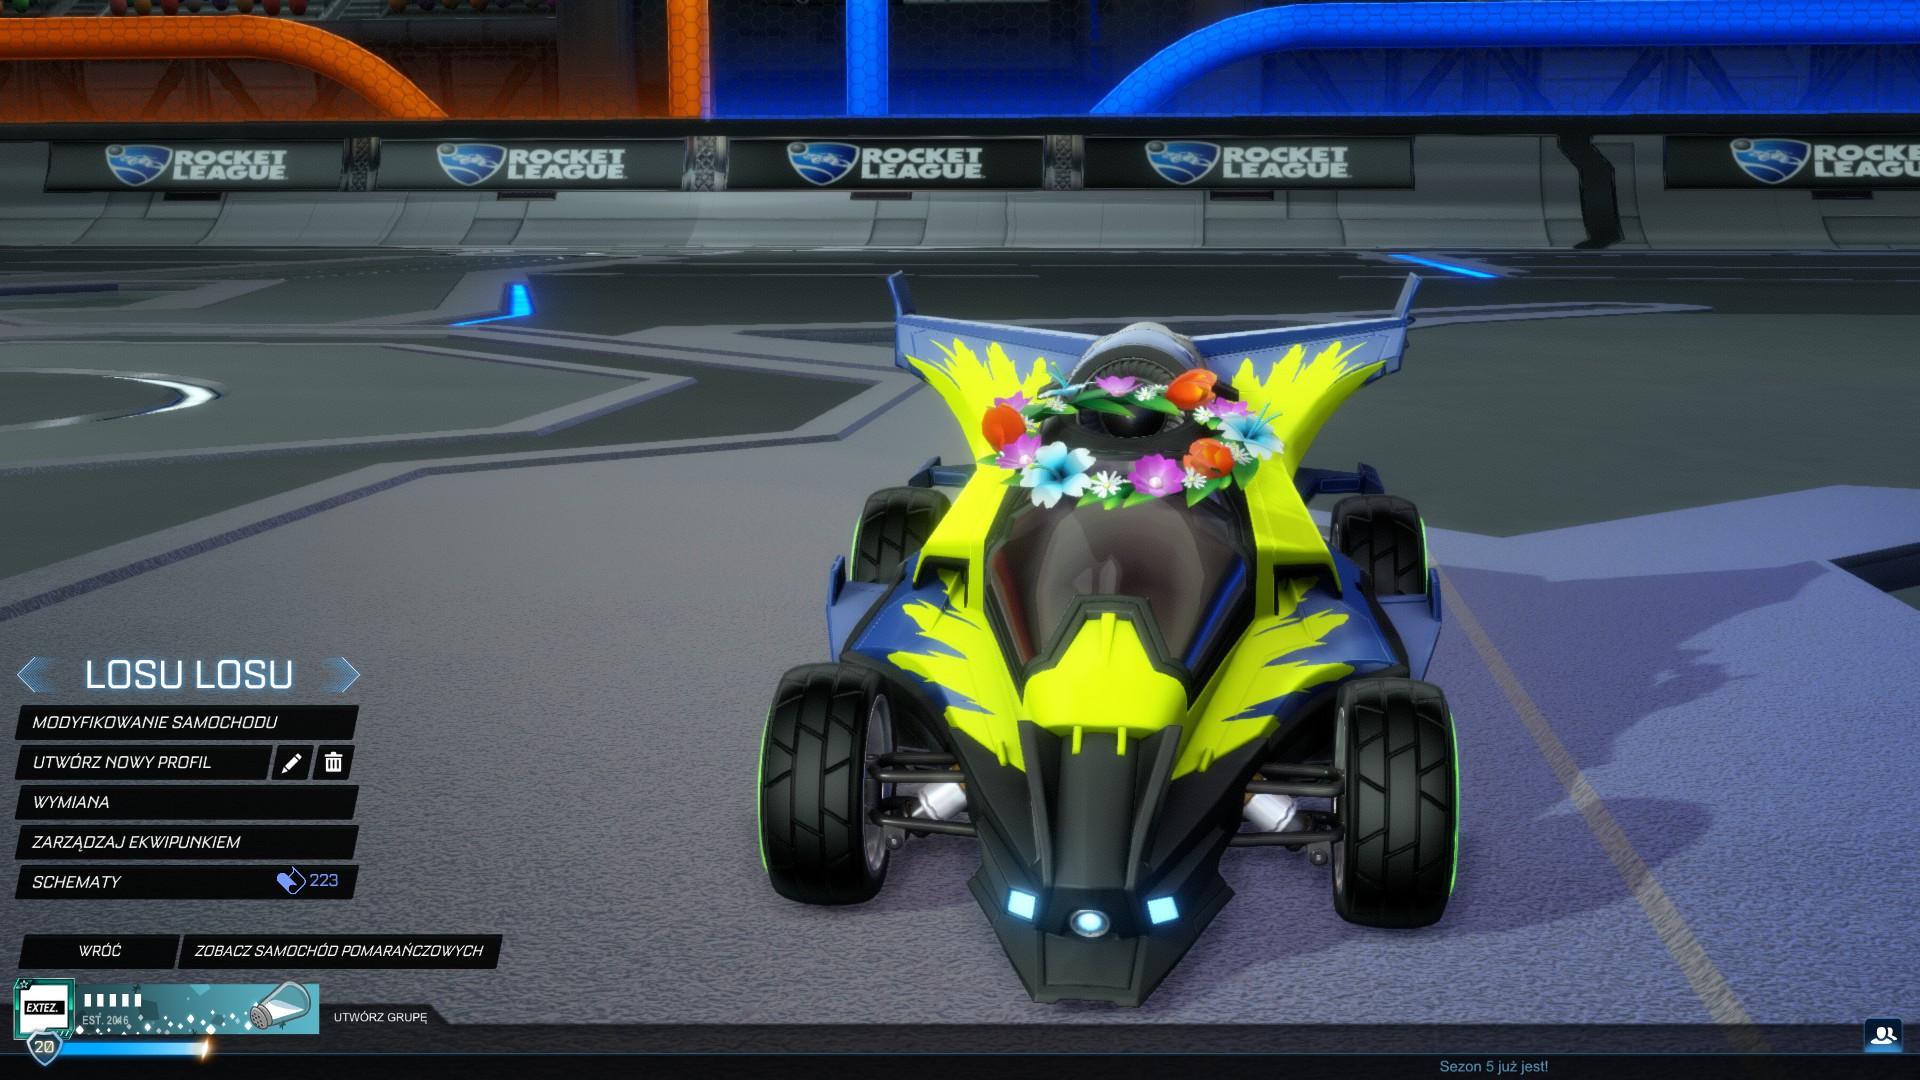 ROCKET
LEAGUE
ROCKET
LEAGUE
ROCKET
LEAGUE
ROCKET
LEAGUE
LOSU LOSU
MODYFIKOWANIE SAMOCHODU
UTWÓRZ NOWY PROFIL
WYMIANA
ZARZĄDZAJ EKWIPUNKIEM
SCHEMATY 223
WRÓĆ ZOBACZ SAMOCHÓD POMARAŃCZOWYCH
EXTEZ.
EST. 2016
UTWÓRZ GRUPĘ
20
Sezon 5 już jest!